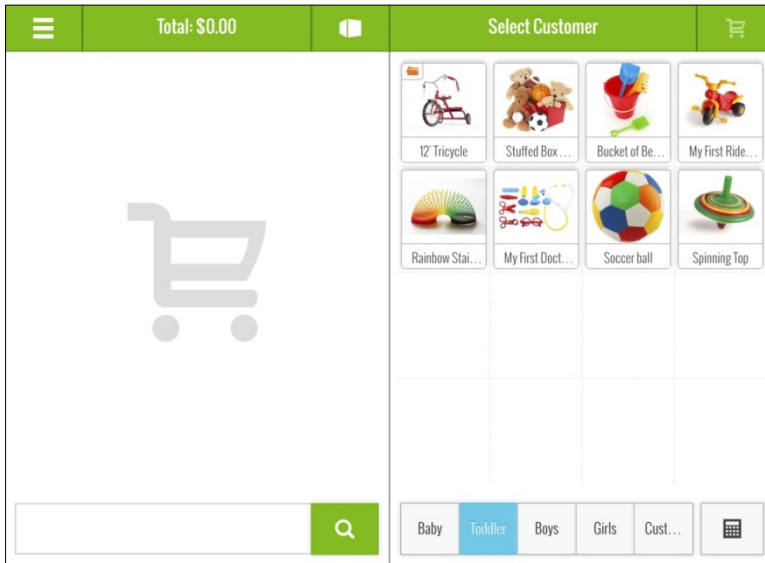 Total: $0.00
Select Customer
12' Tricycle
Stuffed Box ...
Bucket of Be...
My First Ride...
Rainbow Stai...
My First Doct...
Soccer ball
Spinning Top
Baby
Toddler
Boys
Girls
Cust...